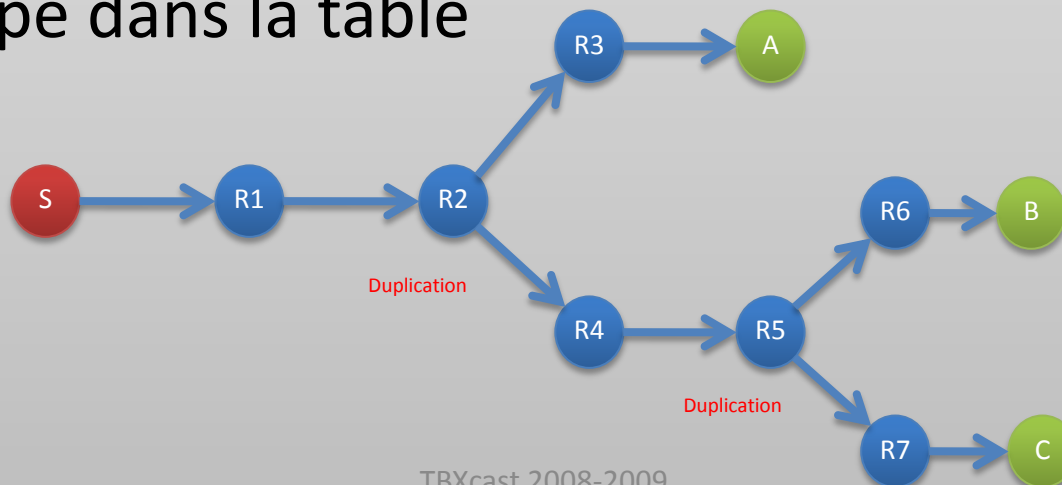 pe dans la table
R3
A
S
R1
R2
R6
B
Duplication
R4
R5
Duplication
R7
C
TBXcast 2008-2009